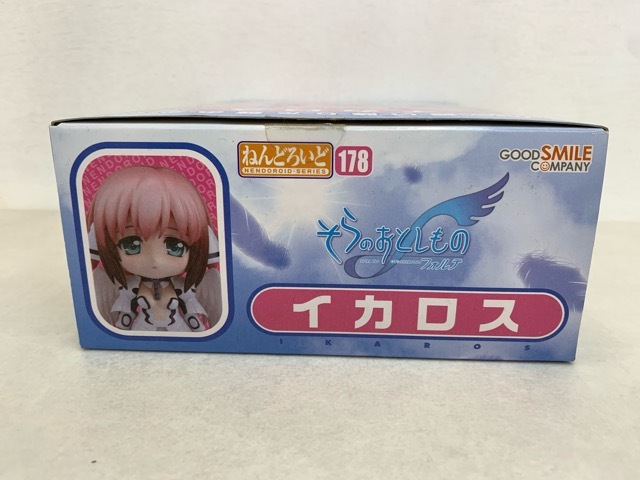 ねんどろいど
NENDOROID·SERIES
178
GOOD SMILE
COMPANY
そらのおとしもの
フォルテ
イカロス
IKAROS
NENDOROID